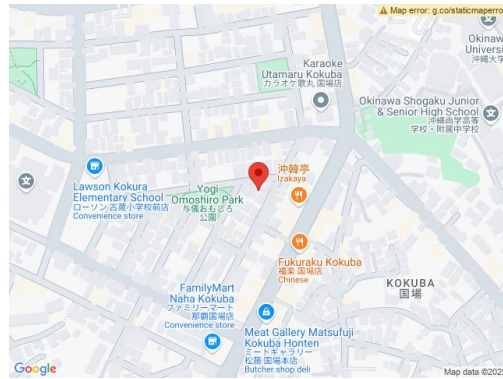 Map error: g.co/staticmaperro
Okinaw
Universi
沖縄大学
Karaoke
Utamaru Kokuba
カラオケ歌丸 国場店
Okinawa Shogaku Junior
& Senior High School
沖縄尚学高等
学校・附属中学校
沖韓亭
Izakaya
Lawson Kokura
Elementary School
ローソン 古蔵小学校前店
Convenience store
Yogi
Omoshiro Park
与儀おもしろ
公園
Fukuraku Kokuba
福楽 国場店
Chinese
KOKUBA
国場
FamilyMart
Naha Kokuba
ファミリーマート
那覇国場店
Convenience store
Meat Gallery Matsufuji
Kokuba Honten
ミートギャラリー
松藤 国場本店
Butcher shop deli
Google
Map data ©2025